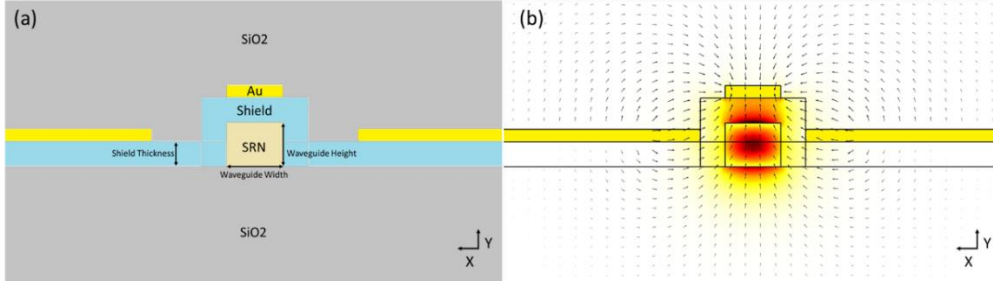 (a)
SiO2
Au
Shield
Shield Thickness
SRN
Waveguide Height
Waveguide Width
SiO2
Y
X
(b)
Y
X